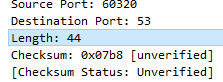 Source Port: 60320
Destination Port: 53
Length: 44
Checksum: 0x07b8 [unverified]
[Checksum Status: Unverified]